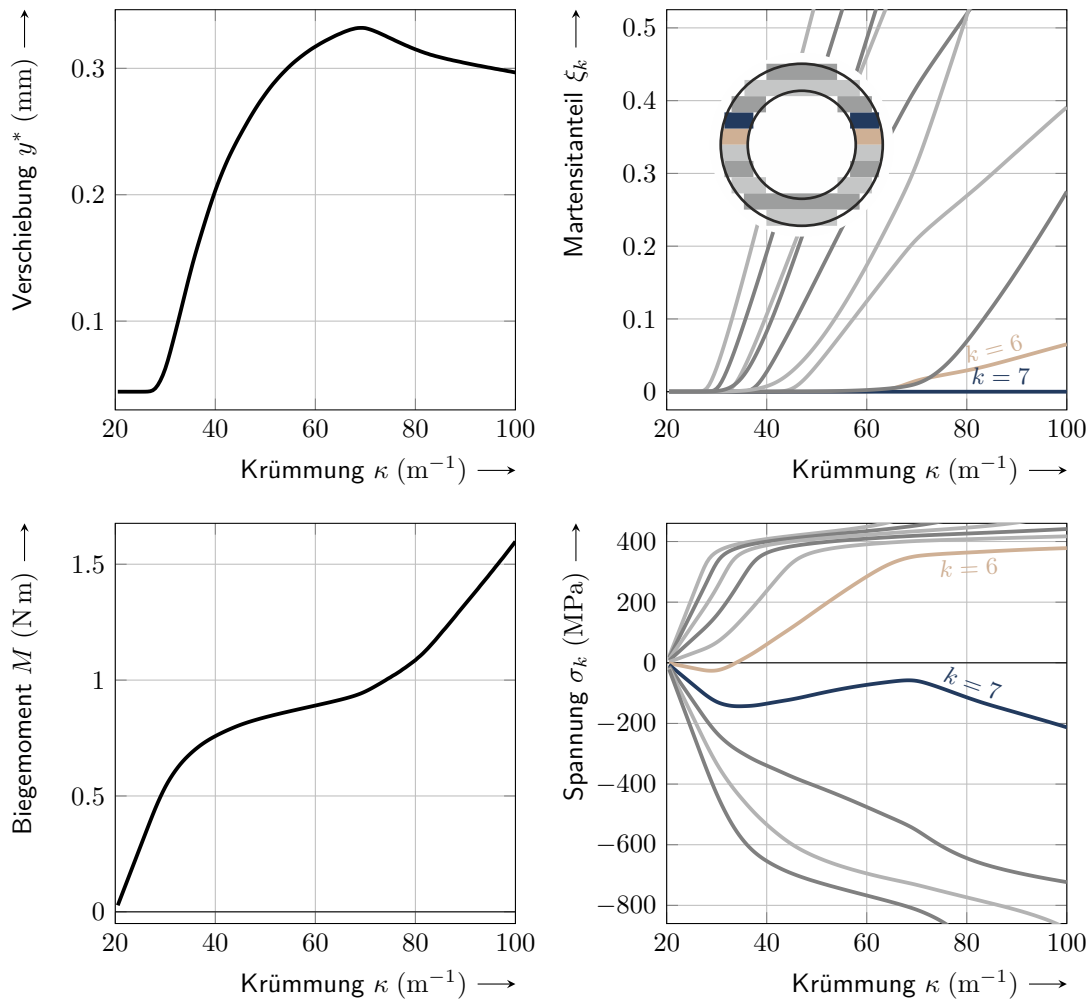 Verschiebung y* (mm) ⟶
0.3
0.2
0.1
20 40 60 80 100
Krümmung κ (m⁻¹) ⟶
Martensitanteil ξₖ ⟶
0.5
0.4
0.3
0.2
0.1
0
k = 6
k = 7
20 40 60 80 100
Krümmung κ (m⁻¹) ⟶
Biegemoment M (N m) ⟶
1.5
1
0.5
0
20 40 60 80 100
Krümmung κ (m⁻¹) ⟶
Spannung σₖ (MPa) ⟶
400
200
0
−200
−400
−600
−800
k = 6
k = 7
20 40 60 80 100
Krümmung κ (m⁻¹) ⟶